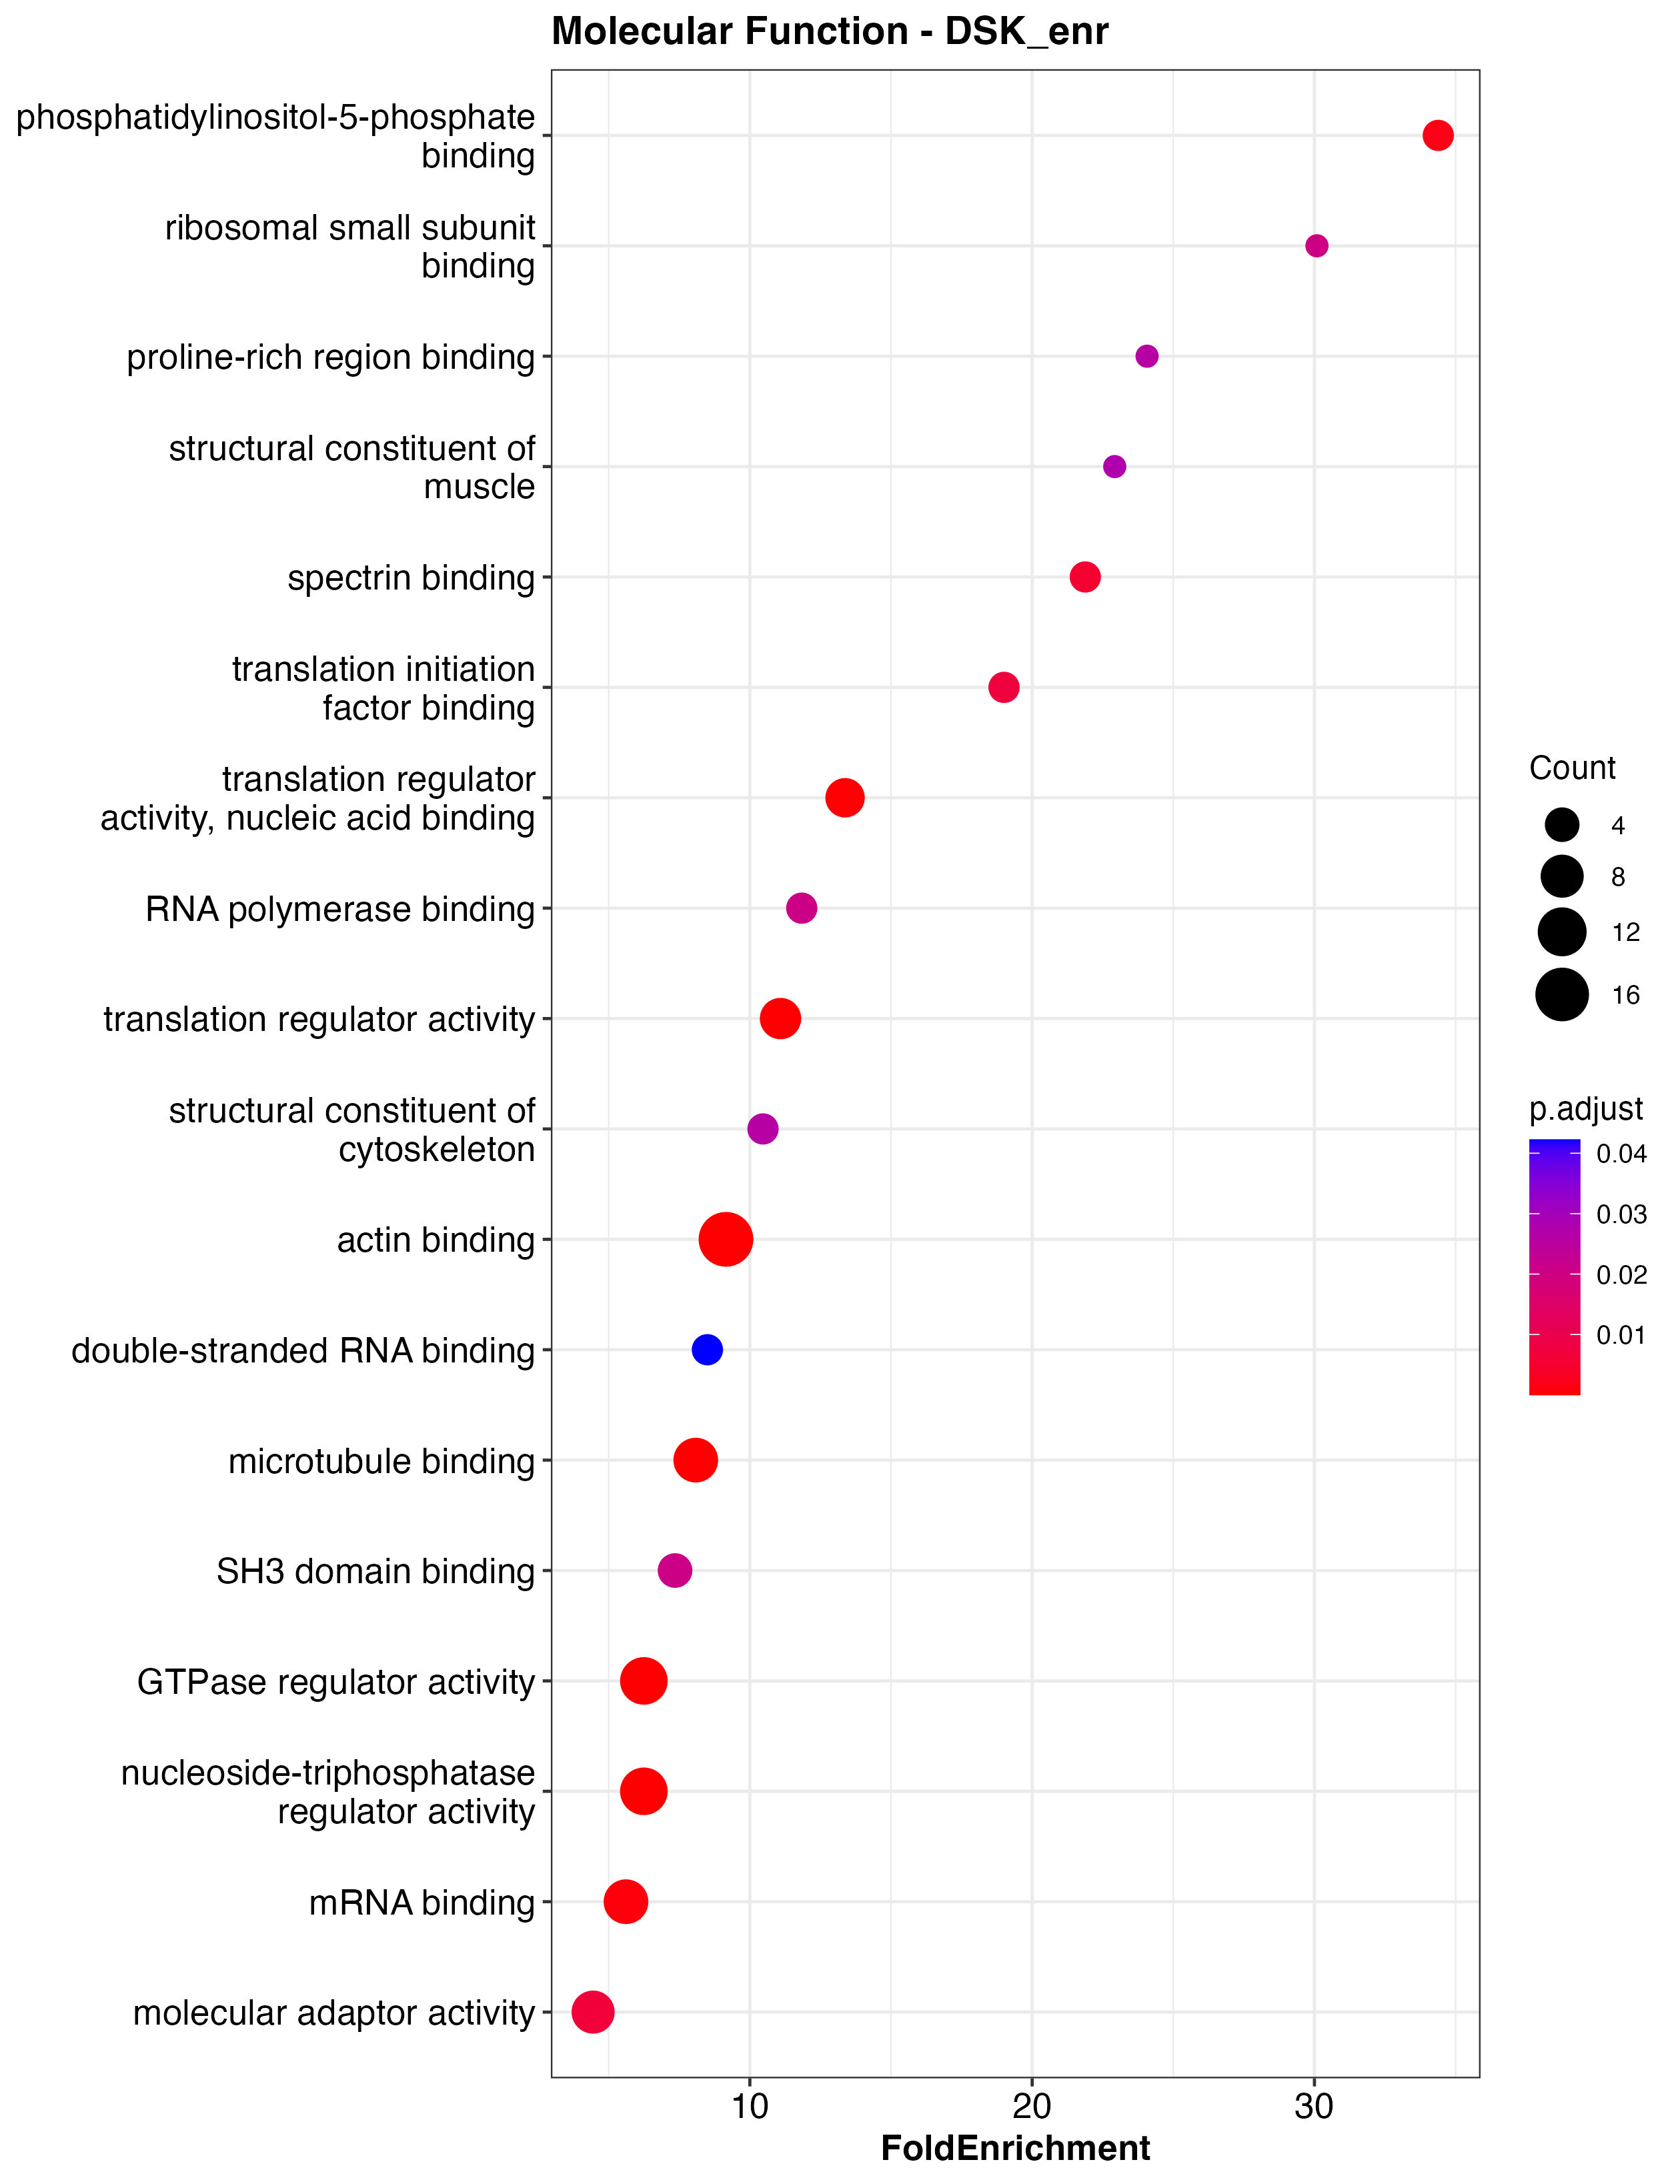 Molecular Function - DSK_enr
phosphatidylinositol-5-phosphate
binding
ribosomal small subunit
binding
proline-rich region binding
structural constituent of
muscle
spectrin binding
translation initiation
factor binding
translation regulator
activity, nucleic acid binding
RNA polymerase binding
translation regulator activity
structural constituent of
cytoskeleton
actin binding
double-stranded RNA binding
microtubule binding
SH3 domain binding
GTPase regulator activity
nucleoside-triphosphatase
regulator activity
mRNA binding
molecular adaptor activity
10 20 30
FoldEnrichment
Count
4
8
12
16
p.adjust
0.04
0.03
0.02
0.01